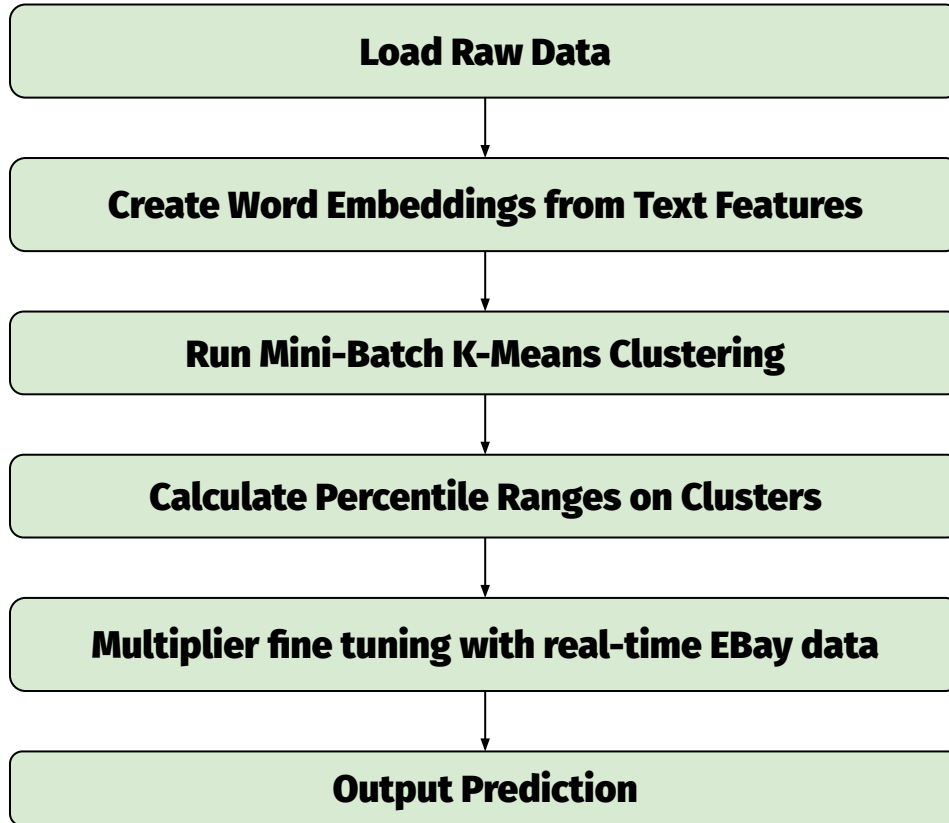 Load Raw Data
Create Word Embeddings from Text Features
Run Mini-Batch K-Means Clustering
Calculate Percentile Ranges on Clusters
Multiplier fine tuning with real-time EBay data
Output Prediction